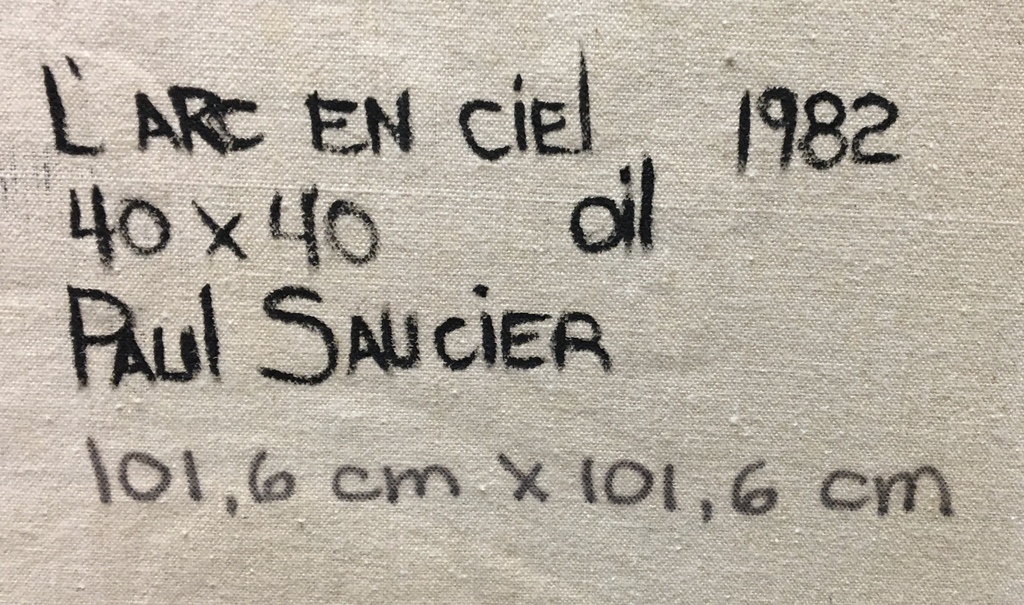 L'ARC EN CiEl 1982
40 x 40 oil
PAUl SAUCiER
101,6 cm x 101,6 cm